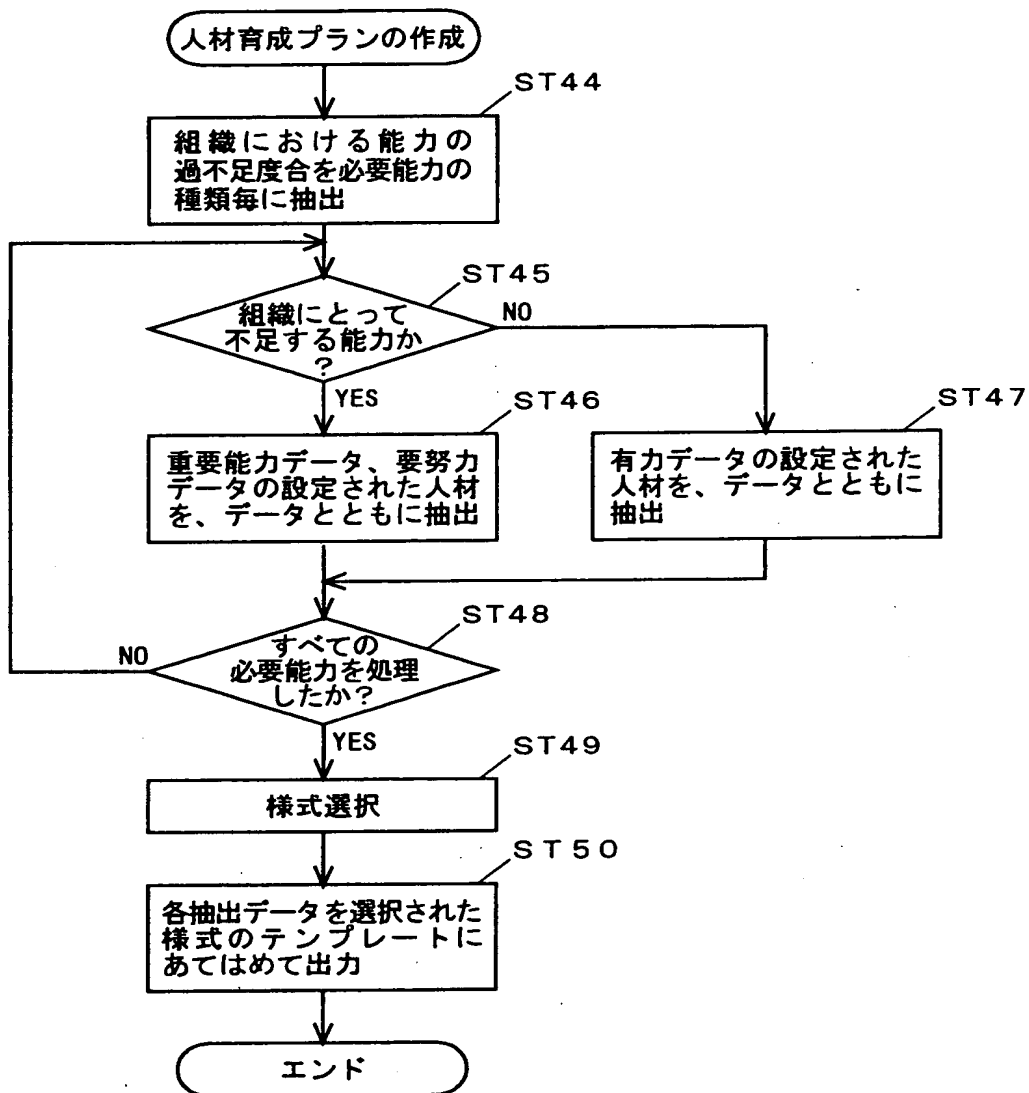 人材育成プランの作成
ST44
組織における能力の
過不足度合を必要能力の
種類毎に抽出
ST45
組織にとって
不足する能力か
?
NO
YES
ST46
重要能力データ、要努力
データの設定された人材
を、データとともに抽出
ST47
有力データの設定された
人材を、データとともに
抽出
ST48
すべての
必要能力を処理
したか?
NO
YES
ST49
様式選択
ST50
各抽出データを選択された
様式のテンプレートに
あてはめて出力
エンド